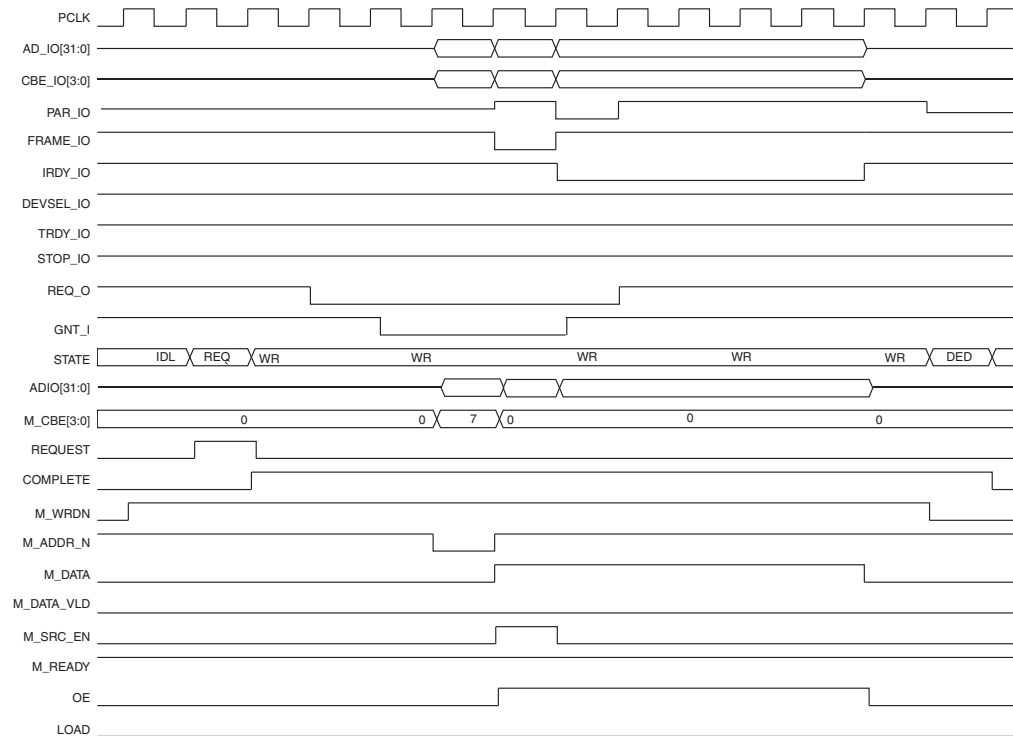 PCLK
AD_IO[31:0]
CBE_IO[3:0]
PAR_IO
FRAME_IO
IRDY_IO
DEVSEL_IO
TRDY_IO
STOP_IO
REQ_O
GNT_I
STATE IDL REQ WR WR WR WR WR DED
ADIO[31:0]
M_CBE[3:0] 0 0 7 0 0 0
REQUEST
COMPLETE
M_WRDN
M_ADDR_N
M_DATA
M_DATA_VLD
M_SRC_EN
M_READY
OE
LOAD